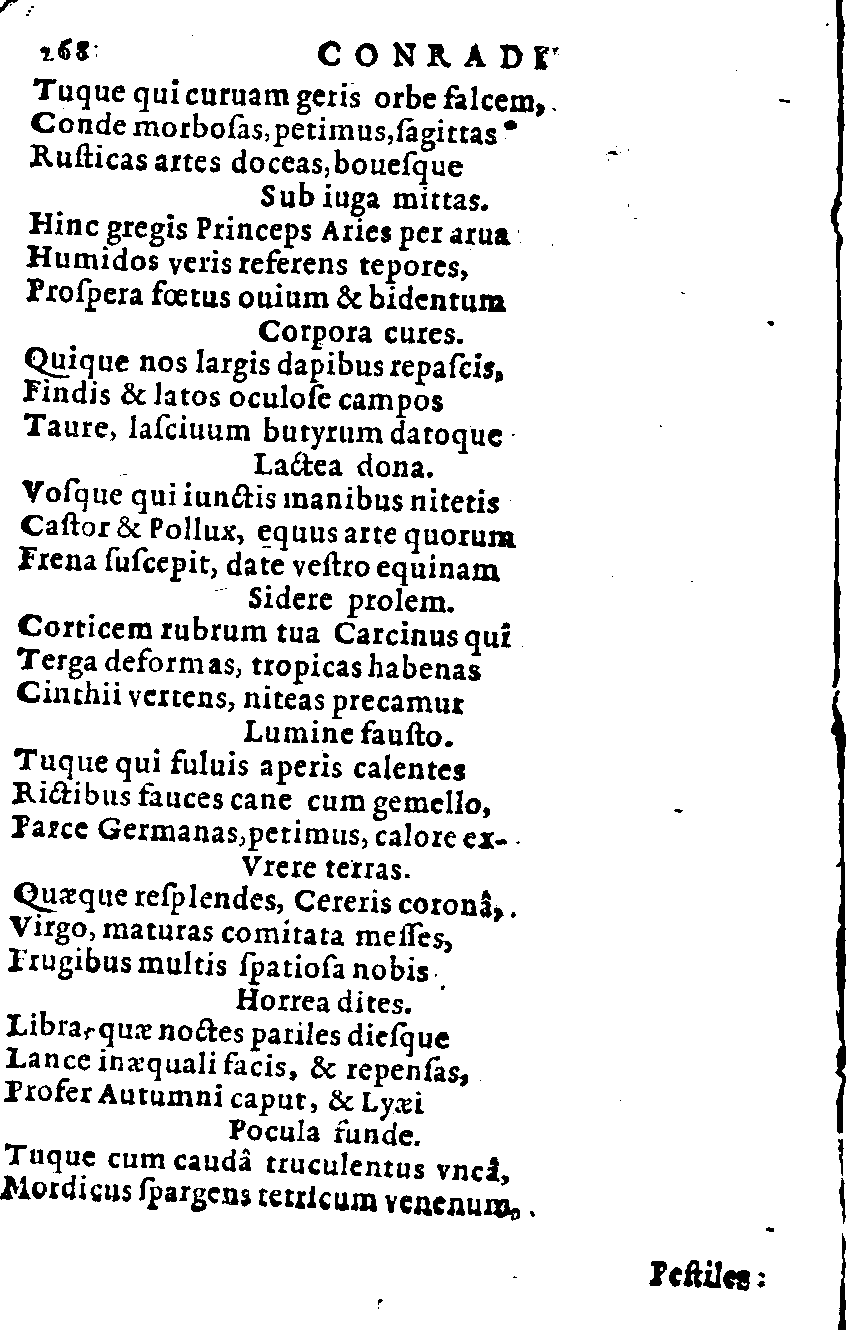 268 CONRADI
Tuque qui curuam geris orbe falcem,
Conde morboſas, petimus, ſagittas
Ruſticas artes doceas, boueſque
Sub iuga mittas.
Hinc gregis Princeps Aries per arua
Humidos veris referens tepores,
Proſpera fœtus ouium & bidentum
Corpora cures.
Quique nos largis dapibus repaſcis,
Findis & latos oculoſe campos
Taure, laſciuum butyrum datoque
Lactea dona.
Voſque qui iunctis manibus nitetis
Caſtor & Pollux, equus arte quorum
Frena ſuſcepit, date veſtro equinam
Sidere prolem.
Corticem rubrum tua Carcinus qui
Terga deformas, tropicas habenas
Cinthii vertens, niteas precamur
Lumine fauſto.
Tuque qui fuluis aperis calentes
Rictibus fauces cane cum gemello,
Parce Germanas, petimus, calore ex-
Vrere terras.
Quæque reſplendes, Cereris coronâ,
Virgo, maturas comitata meſſes,
Frugibus multis ſpatioſa nobis
Horrea dites.
Libra, quæ noctes pariles dieſque
Lance inæquali facis, & repenſas,
Profer Autumni caput, & Lyæi
Pocula funde.
Tuque cum caudâ truculentus vncâ,
Mordicus ſpargens tetricum venenum,
Peſtiles: